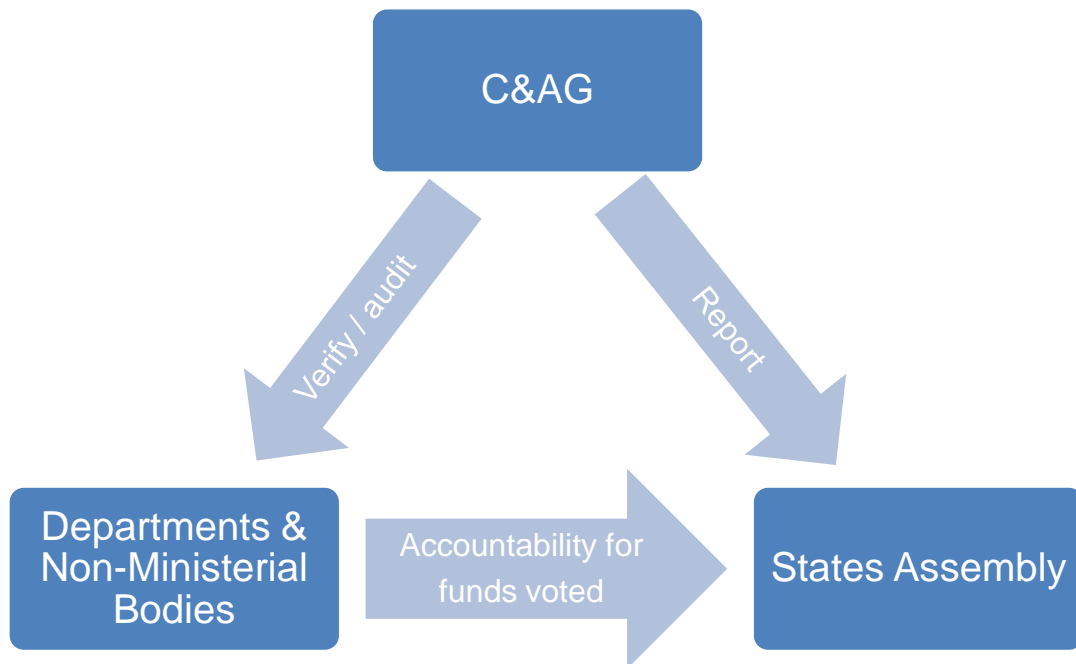 C&AG
Verify / audit
Report
Departments &
Non-Ministerial
Bodies
Accountability for
funds voted
States Assembly